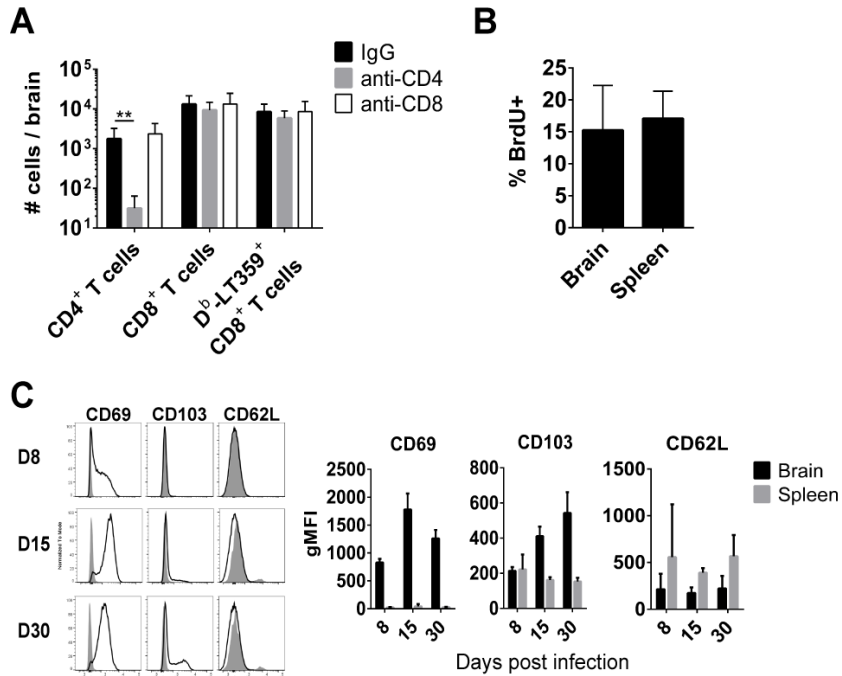 A
IgG
anti-CD4
anti-CD8
# cells / brain
10^5
10^4
10^3
10^2
10^1
**
CD4+ T cells
CD8+ T cells
D^b-LT359+
CD8+ T cells
B
% BrdU+
25
20
15
10
5
0
Brain
Spleen
C
CD69 CD103 CD62L
D8
D15
D30
Normalized To Mode
CD69
gMFI
2500
2000
1500
1000
500
0
8 15 30
CD103
800
600
400
200
0
8 15 30
CD62L
1500
1000
500
0
8 15 30
Brain
Spleen
Days post infection